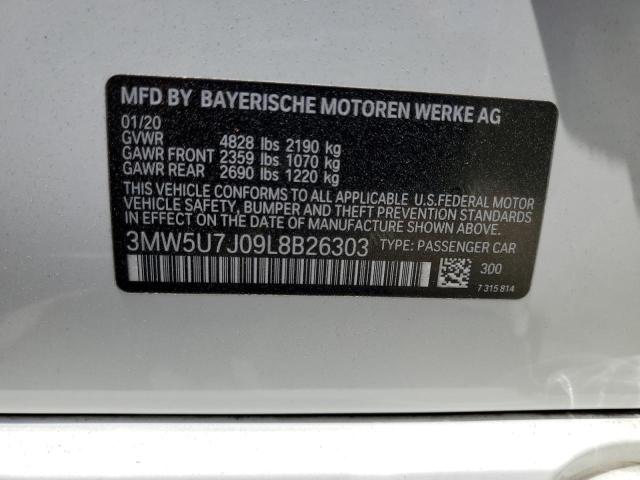 MFD BY BAYERISCHE MOTOREN WERKE AG
01/20
GVWR 4828 lbs 2190 kg
GAWR FRONT 2359 lbs 1070 kg
GAWR REAR 2690 lbs 1220 kg
THIS VEHICLE CONFORMS TO ALL APPLICABLE U.S.FEDERAL MOTOR
VEHICLE SAFETY, BUMPER AND THEFT PREVENTION STANDARDS
IN EFFECT ON THE DATE OF MANUFACTURE SHOWN ABOVE.
3MW5U7J09L8B26303 TYPE: PASSENGER CAR
300
7 315 814